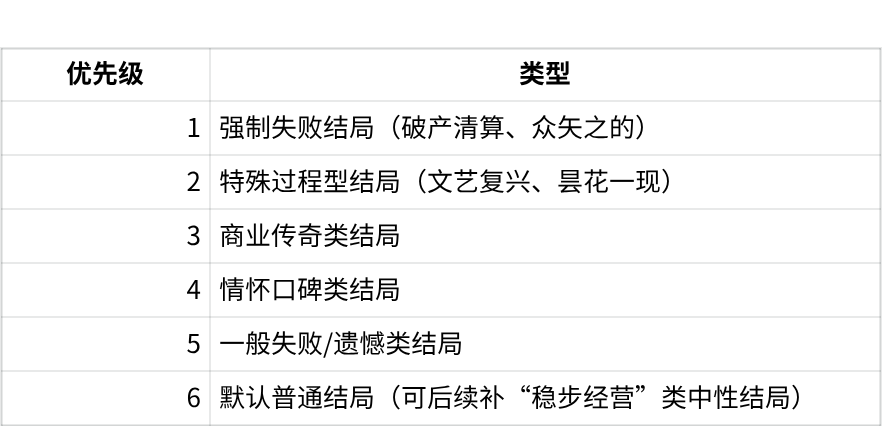 优先级 类型
1 强制失败结局（破产清算、众矢之的）
2 特殊过程型结局（文艺复兴、昙花一现）
3 商业传奇类结局
4 情怀口碑类结局
5 一般失败/遗憾类结局
6 默认普通结局（可后续补“稳步经营”类中性结局）